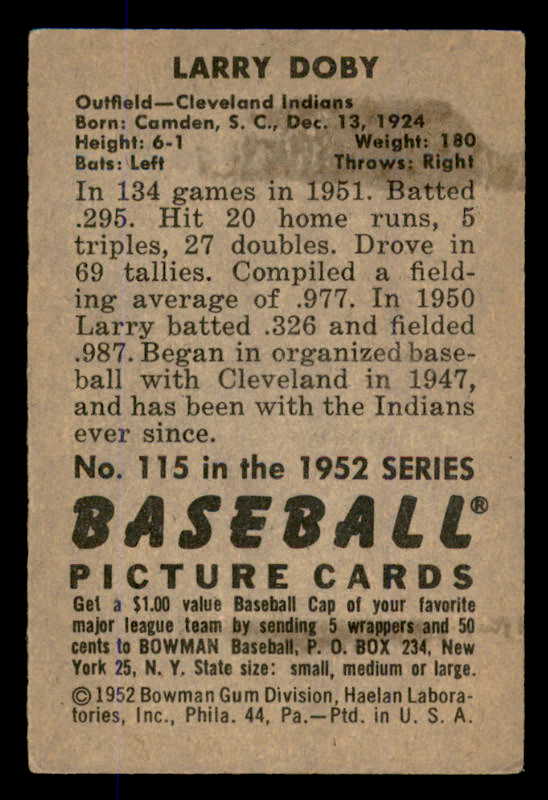 LARRY DOBY
Outfield—Cleveland Indians
Born: Camden, S. C., Dec. 13, 1924
Height: 6-1 Weight: 180
Bats: Left Throws: Right
In 134 games in 1951. Batted
.295. Hit 20 home runs, 5
triples, 27 doubles. Drove in
69 tallies. Compiled a field-
ing average of .977. In 1950
Larry batted .326 and fielded
.987. Began in organized base-
ball with Cleveland in 1947,
and has been with the Indians
ever since.
No. 115 in the 1952 SERIES
BASEBALL®
PICTURE CARDS
Get a $1.00 value Baseball Cap of your favorite
major league team by sending 5 wrappers and 50
cents to BOWMAN Baseball, P. O. BOX 234, New
York 25, N. Y. State size: small, medium or large.
©1952 Bowman Gum Division, Haelan Labora-
tories, Inc., Phila. 44, Pa.—Ptd. in U. S. A.